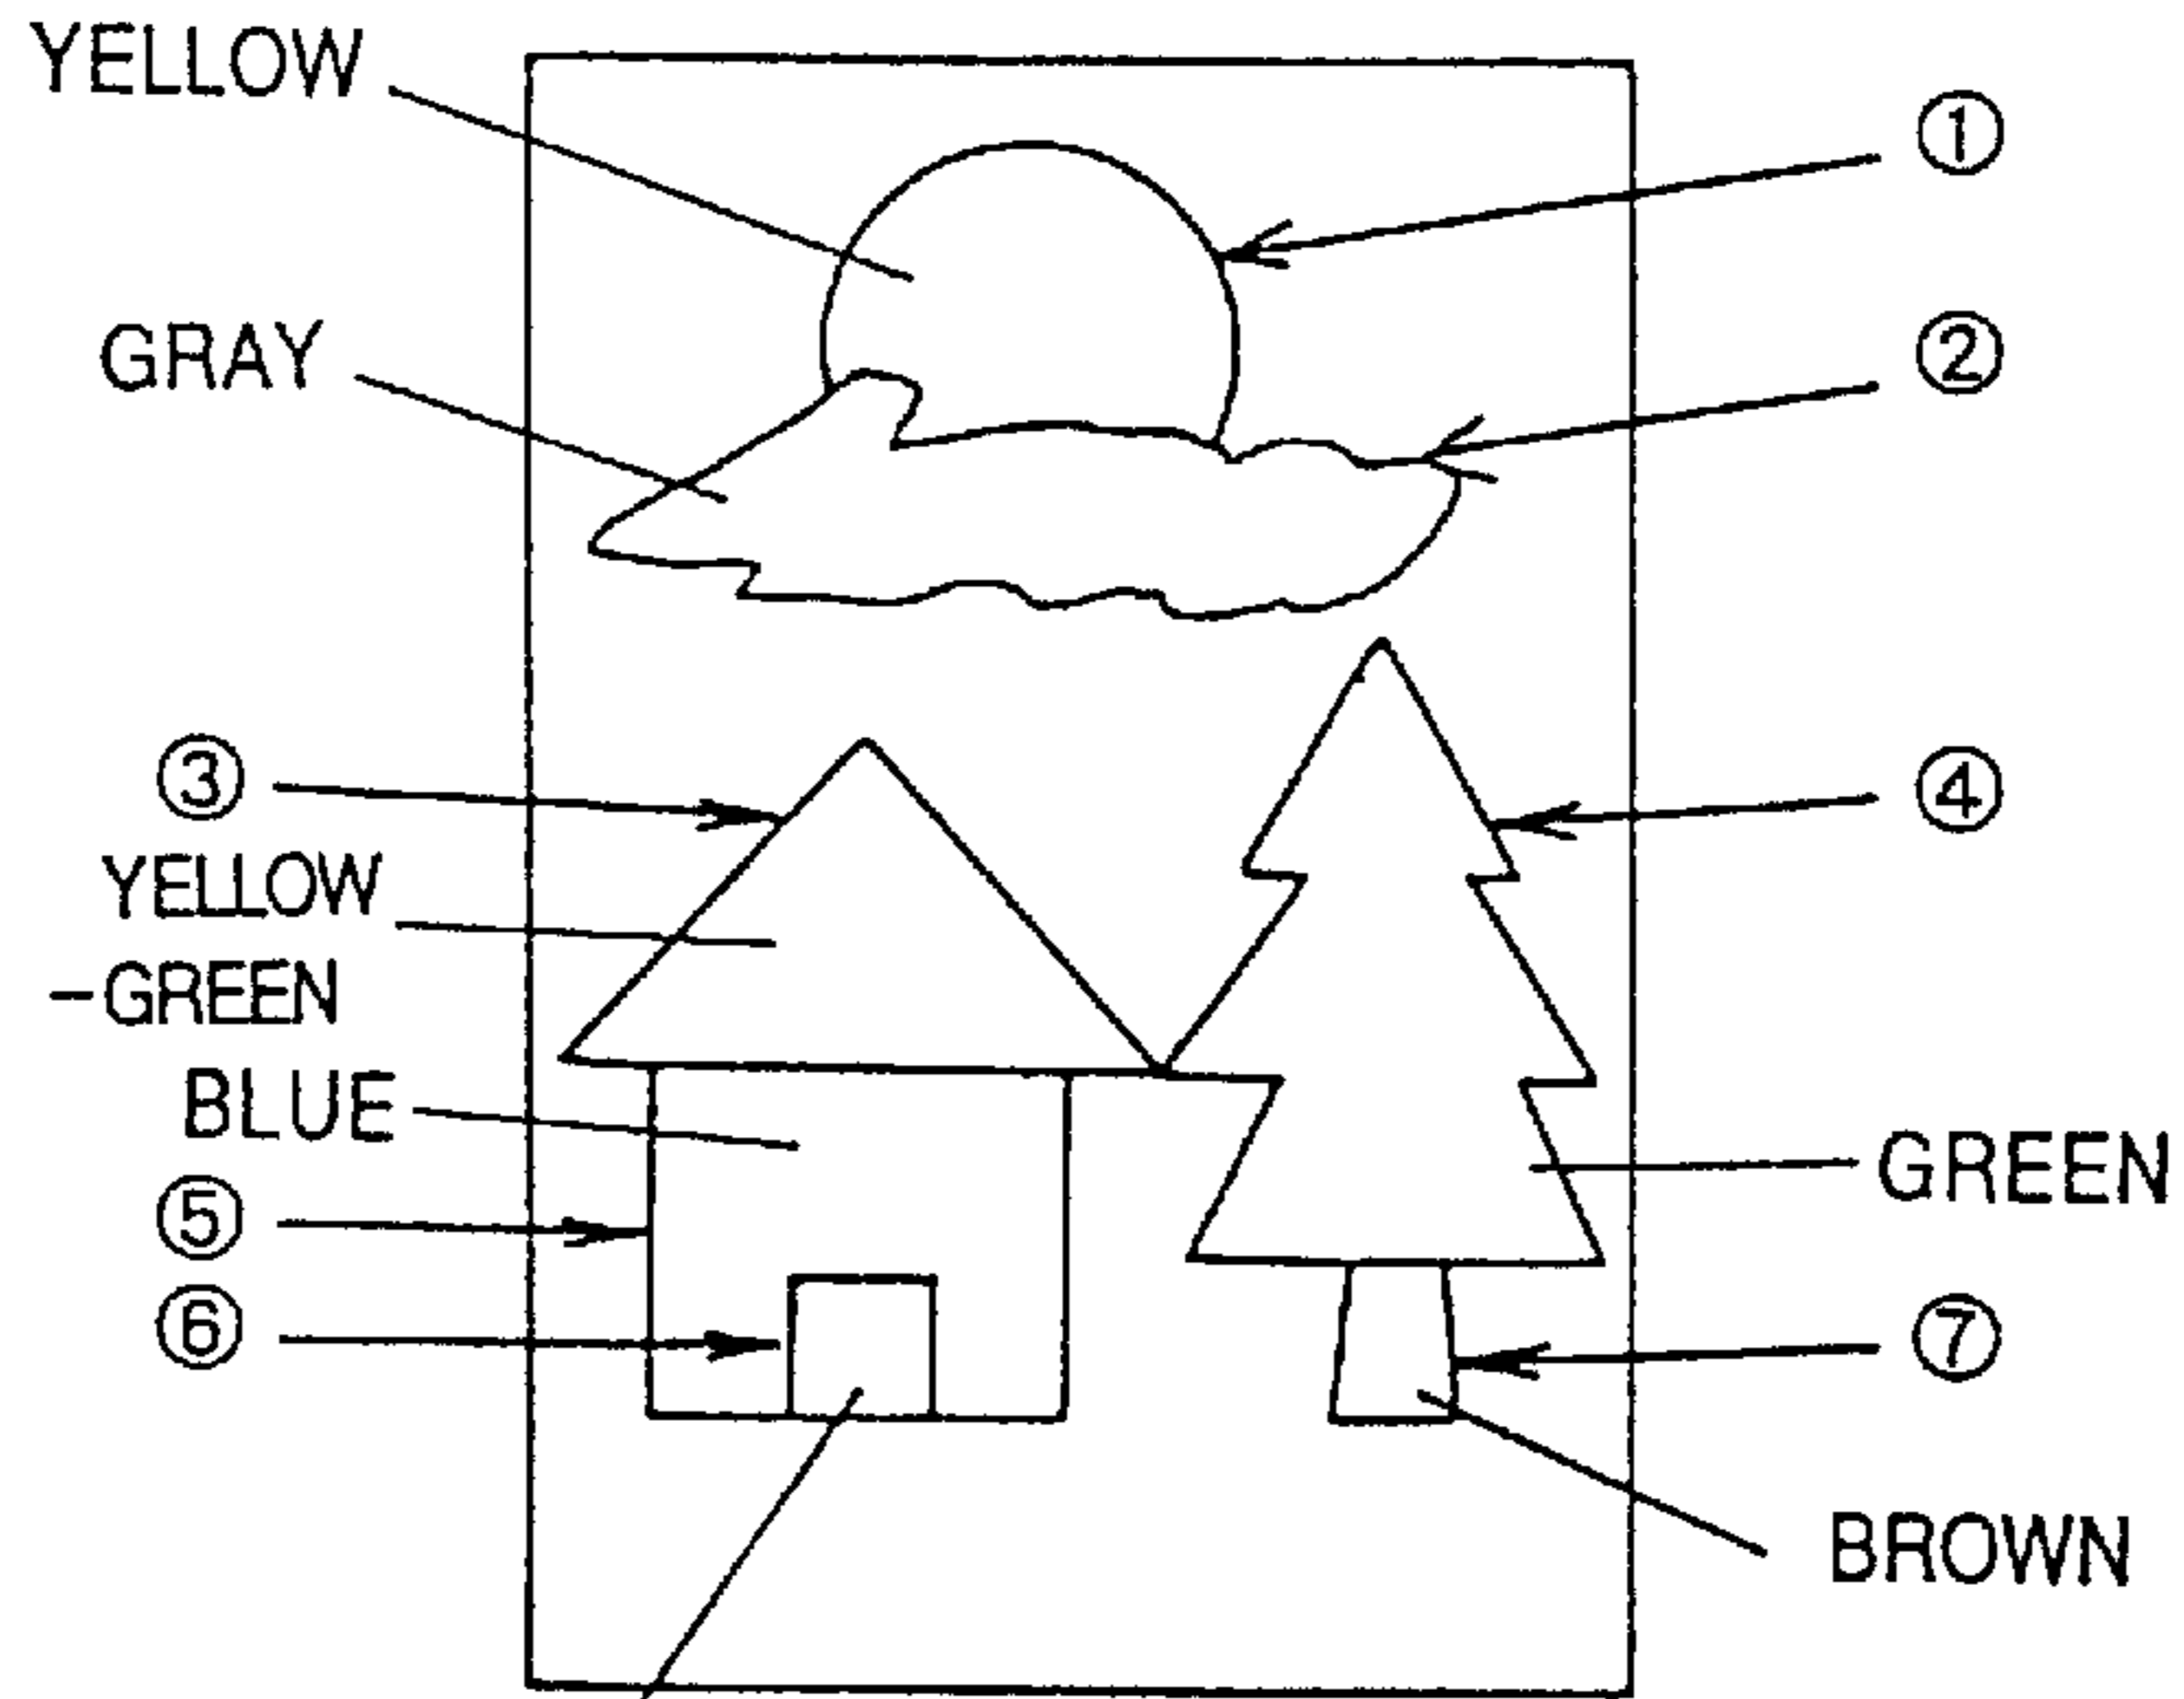 YELLOW
①
GRAY
②
③
④
YELLOW
-GREEN
BLUE
GREEN
⑤
⑥
⑦
BROWN